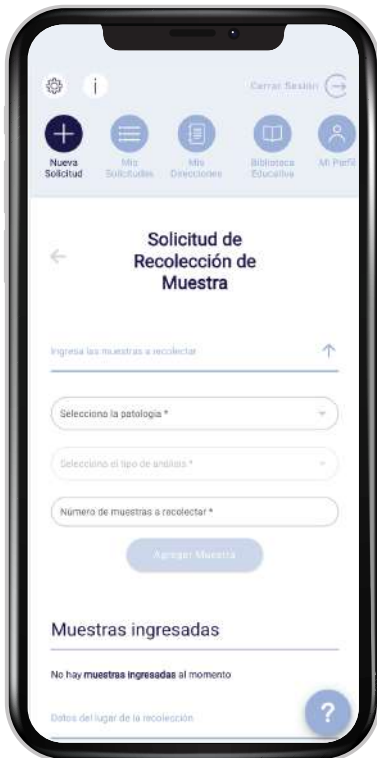 Cerrar Sesión
Nueva
Solicitud
Mis
Solicitudes
Mis
Direcciones
Biblioteca
Educativa
Mi Perfil
Solicitud de
Recolección de
Muestra
Ingresa las muestras a recolectar
Selecciona la patología *
Selecciona el tipo de análisis *
Número de muestras a recolectar *
Agregar Muestra
Muestras ingresadas
No hay muestras ingresadas al momento
Datos del lugar de la recolección
?